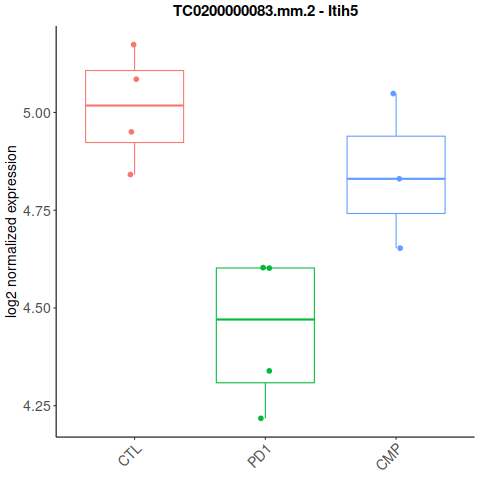 TC0200000083.mm.2 - Itih5
log2 normalized expression
5.00
4.75
4.50
4.25
CTL
PD1
CMP